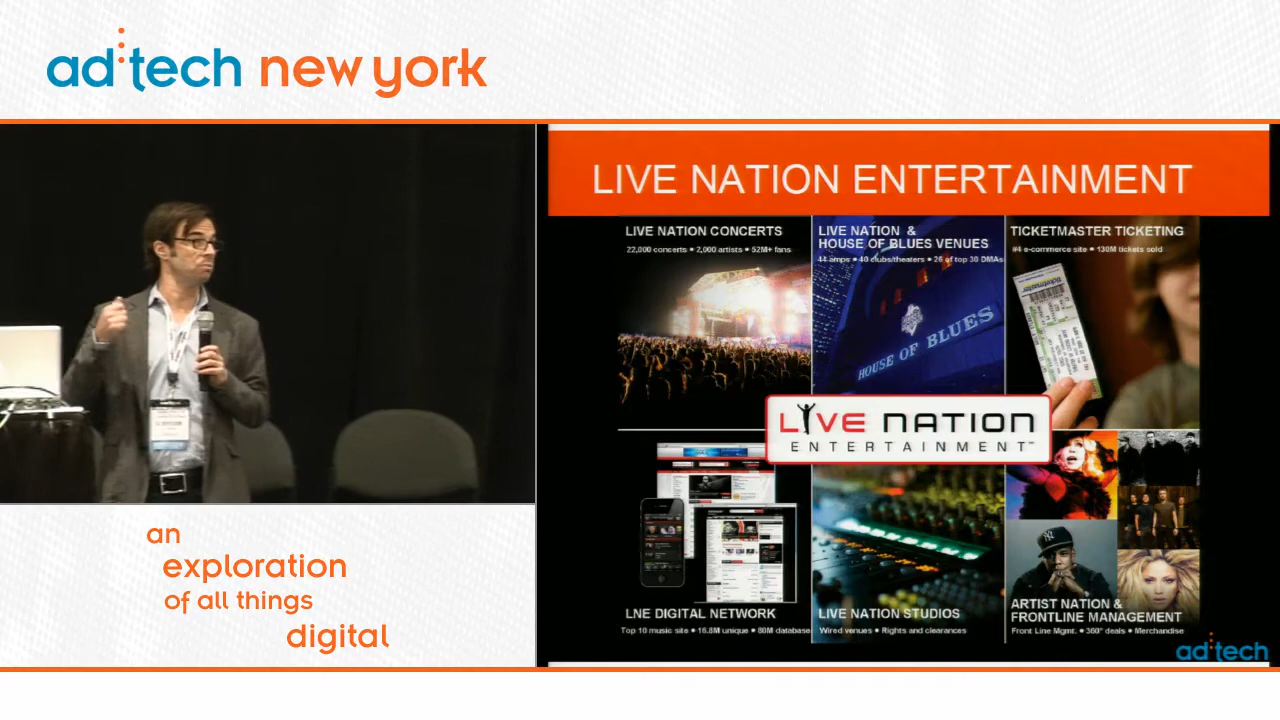 ad:tech new york
LIVE NATION ENTERTAINMENT
LIVE NATION CONCERTS
22,000 concerts • 2,000 artists • 52M+ fans
LIVE NATION &
HOUSE OF BLUES VENUES
44 amps • 40 clubs/theaters • 26 of top 30 DMAs
TICKETMASTER TICKETING
#4 e-commerce site • 130M tickets sold
ticketmaster
HOUSE OF BLUES
LIVE NATION
ENTERTAINMENT™
LNE DIGITAL NETWORK
Top 10 music site • 16.8M unique • 80M database
LIVE NATION STUDIOS
Wired venues • Rights and clearances
ARTIST NATION &
FRONTLINE MANAGEMENT
Front Line Mgmt. • 360° deals • Merchandise
ad:tech
an
exploration
of all things
digital